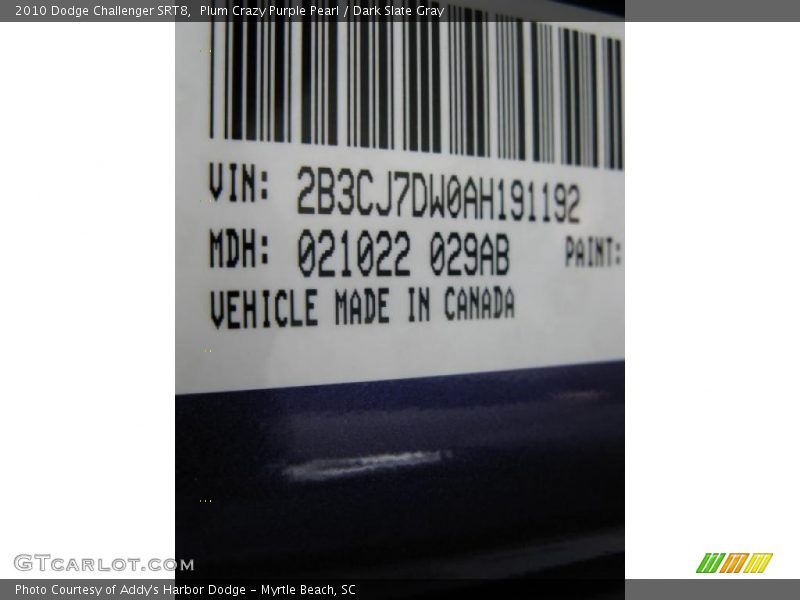 2010 Dodge Challenger SRT8,  Plum Crazy Purple Pearl / Dark Slate Gray
VIN: 2B3CJ7DW0AH191192
MDH: 021022 029AB PAINT:
VEHICLE MADE IN CANADA
GTCARLOT.COM
Photo Courtesy of Addy's Harbor Dodge - Myrtle Beach, SC